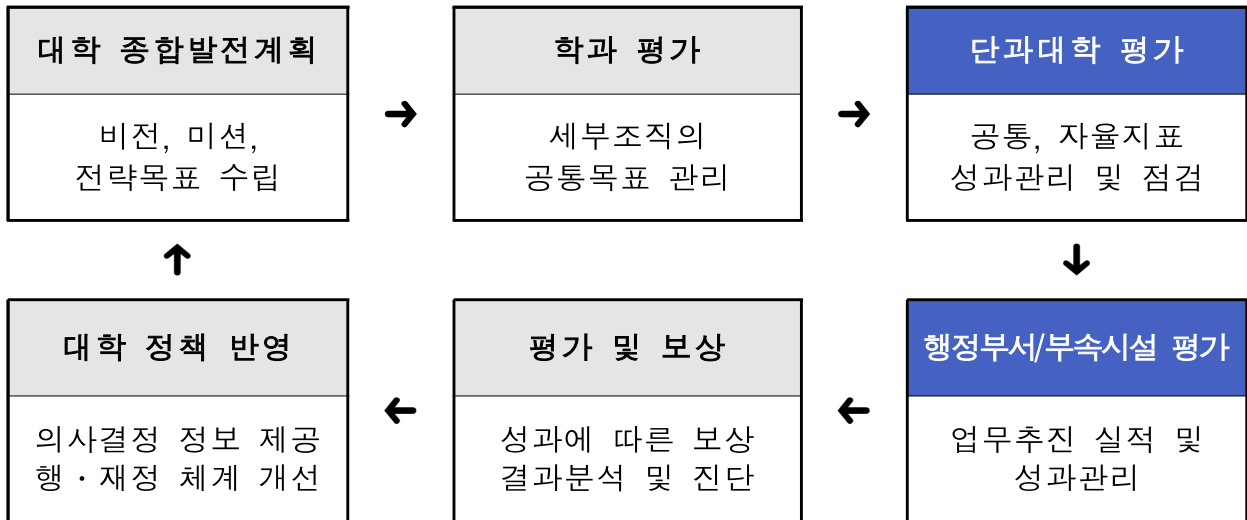 대학 종합발전계획
비전, 미션,
전략목표 수립
학과 평가
세부조직의
공통목표 관리
단과대학 평가
공통, 자율지표
성과관리 및 점검
행정부서/부속시설 평가
업무추진 실적 및
성과관리
평가 및 보상
성과에 따른 보상
결과분석 및 진단
대학 정책 반영
의사결정 정보 제공
행·재정 체계 개선